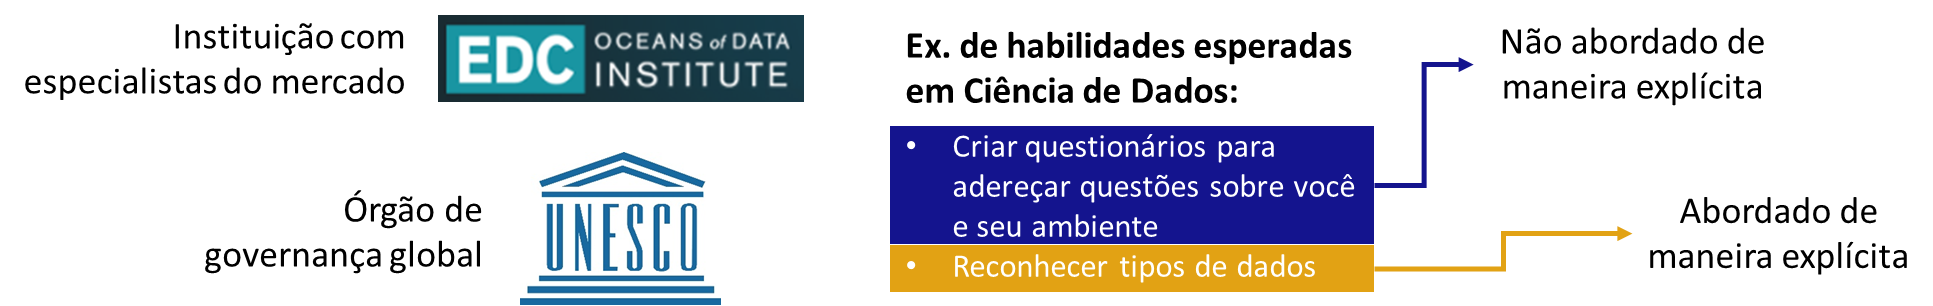 Instituição com
especialistas do mercado
EDC
OCEANS of DATA
INSTITUTE
Órgão de
governança global
UNESCO
Ex. de habilidades esperadas
em Ciência de Dados:
• Criar questionários para
adereçar questões sobre você
e seu ambiente
• Reconhecer tipos de dados
Não abordado de
maneira explícita
Abordado de
maneira explícita